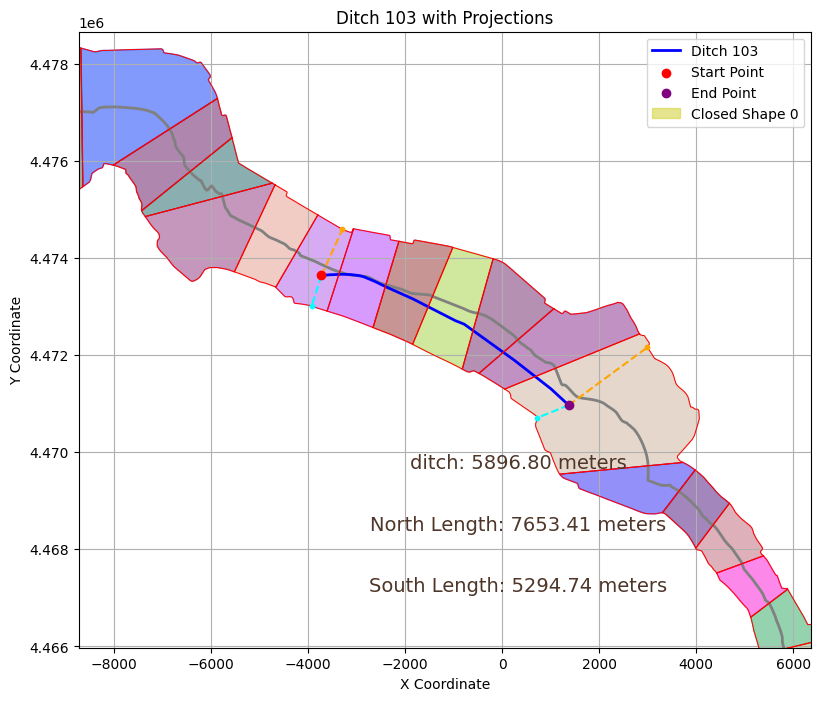 Ditch 103 with Projections
1e6
Ditch 103
Start Point
End Point
Closed Shape 0
4.478
4.476
4.474
4.472
4.470
4.468
4.466
Y Coordinate
ditch: 5896.80 meters
North Length: 7653.41 meters
South Length: 5294.74 meters
−8000 −6000 −4000 −2000 0 2000 4000 6000
X Coordinate